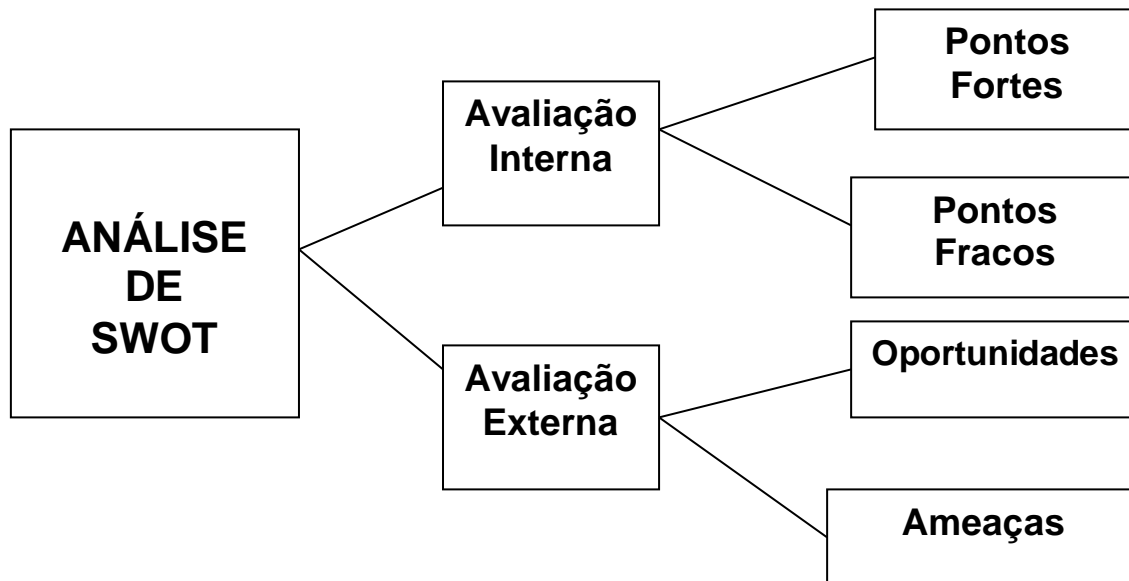 ANÁLISE
DE
SWOT
Avaliação
Interna
Pontos
Fortes
Pontos
Fracos
Avaliação
Externa
Oportunidades
Ameaças